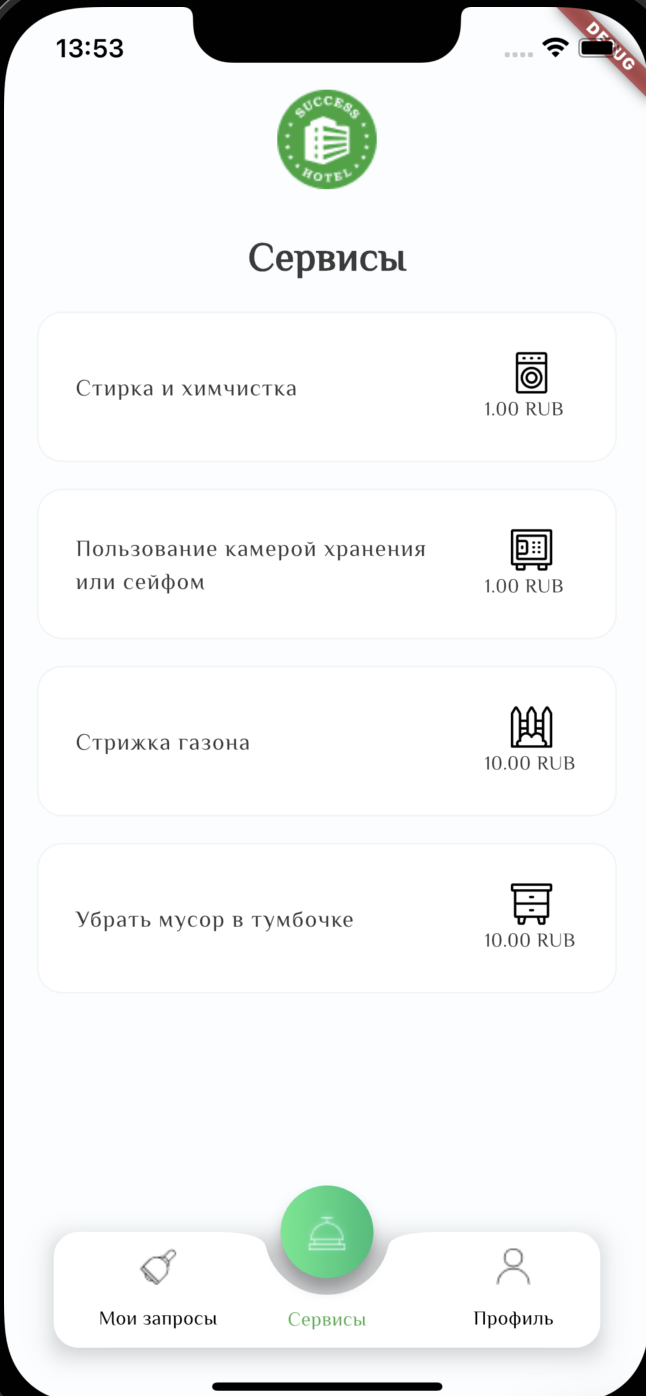 13:53
DEBUG
SUCCESS
HOTEL
Сервисы
Стирка и химчистка
1.00 RUB
Пользование камерой хранения
или сейфом
1.00 RUB
Стрижка газона
10.00 RUB
Убрать мусор в тумбочке
10.00 RUB
Мои запросы
Сервисы
Профиль